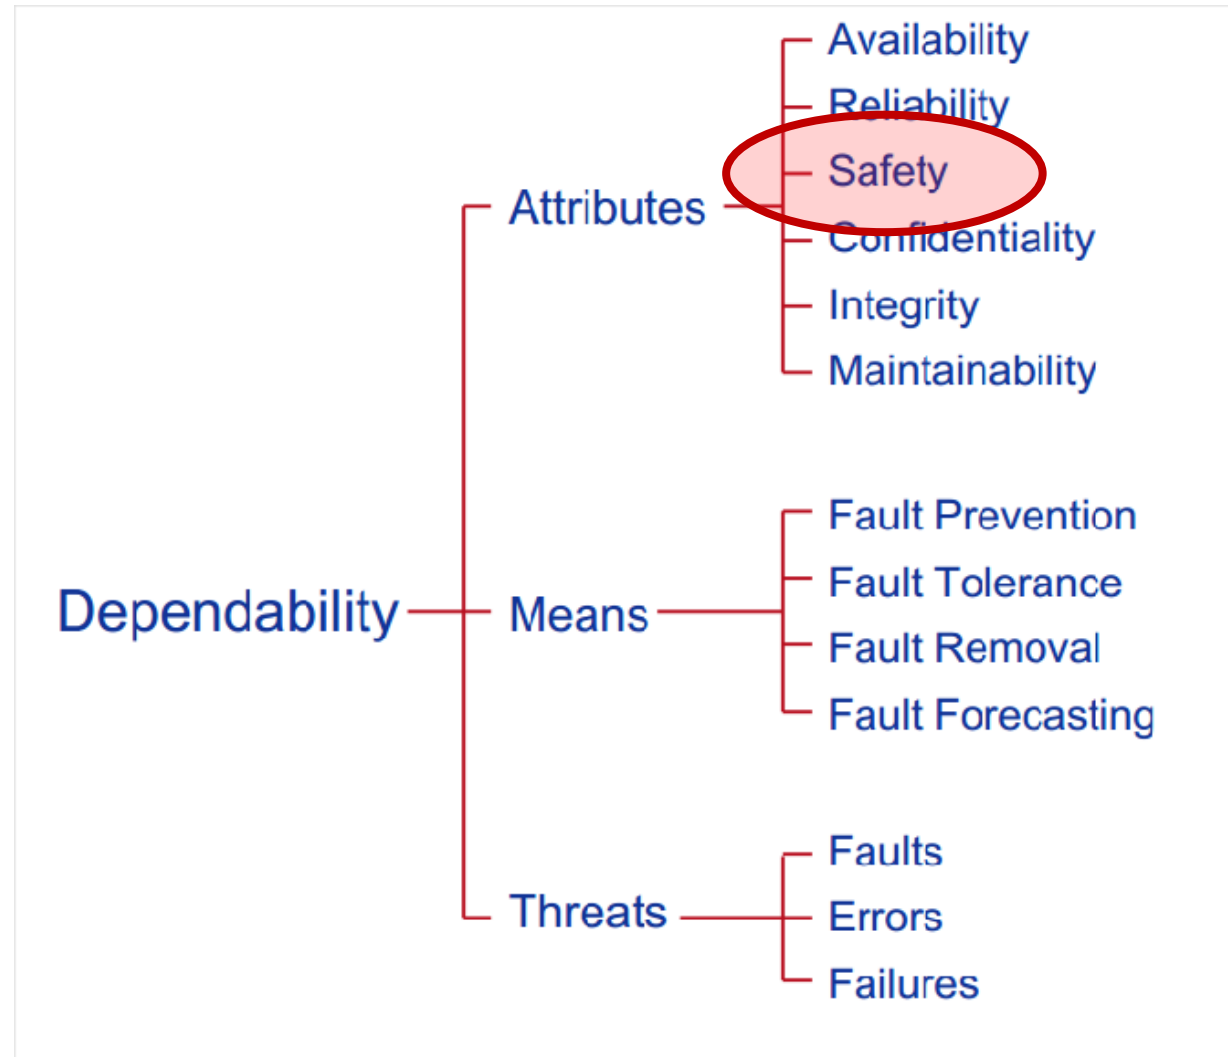 Dependability
Attributes
Availability
Reliability
Safety
Confidentiality
Integrity
Maintainability
Means
Fault Prevention
Fault Tolerance
Fault Removal
Fault Forecasting
Threats
Faults
Errors
Failures